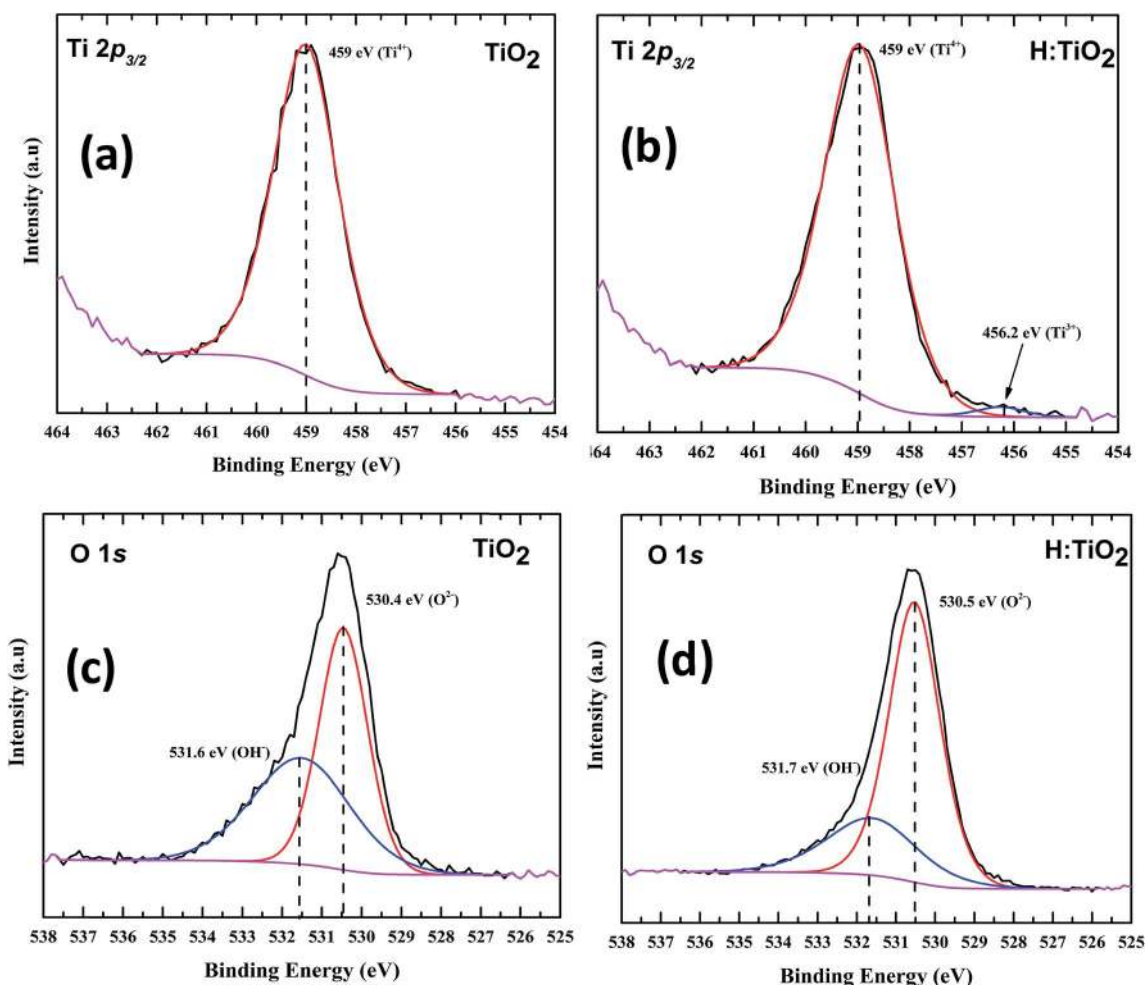 Ti 2p3/2
459 eV (Ti4+)
TiO2
(a)
Intensity (a.u)
464 463 462 461 460 459 458 457 456 455 454
Binding Energy (eV)
Ti 2p3/2
459 eV (Ti4+)
H:TiO2
(b)
456.2 eV (Ti3+)
464 463 462 461 460 459 458 457 456 455 454
Binding Energy (eV)
O 1s
TiO2
530.4 eV (O2-)
(c)
531.6 eV (OH-)
Intensity (a.u)
538 537 536 535 534 533 532 531 530 529 528 527 526 525
Binding Energy (eV)
O 1s
H:TiO2
530.5 eV (O2-)
(d)
531.7 eV (OH-)
Intensity (a.u)
538 537 536 535 534 533 532 531 530 529 528 527 526 525
Binding Energy (eV)